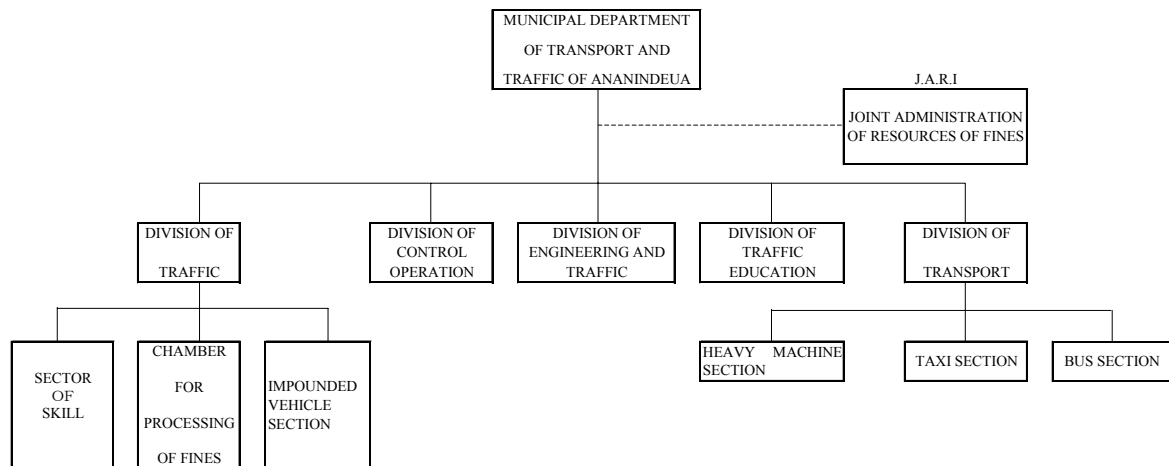 MUNICIPAL DEPARTMENT
OF TRANSPORT AND
TRAFFIC OF ANANINDEUA
J.A.R.I
JOINT ADMINISTRATION
OF RESOURCES OF FINES
DIVISION OF
TRAFFIC
DIVISION OF
CONTROL
OPERATION
DIVISION OF
ENGINEERING AND
TRAFFIC
DIVISION OF
TRAFFIC
EDUCATION
DIVISION OF
TRANSPORT
SECTOR
OF
SKILL
CHAMBER
FOR
PROCESSING
OF FINES
IMPOUNDED
VEHICLE
SECTION
HEAVY MACHINE
SECTION
TAXI SECTION
BUS SECTION